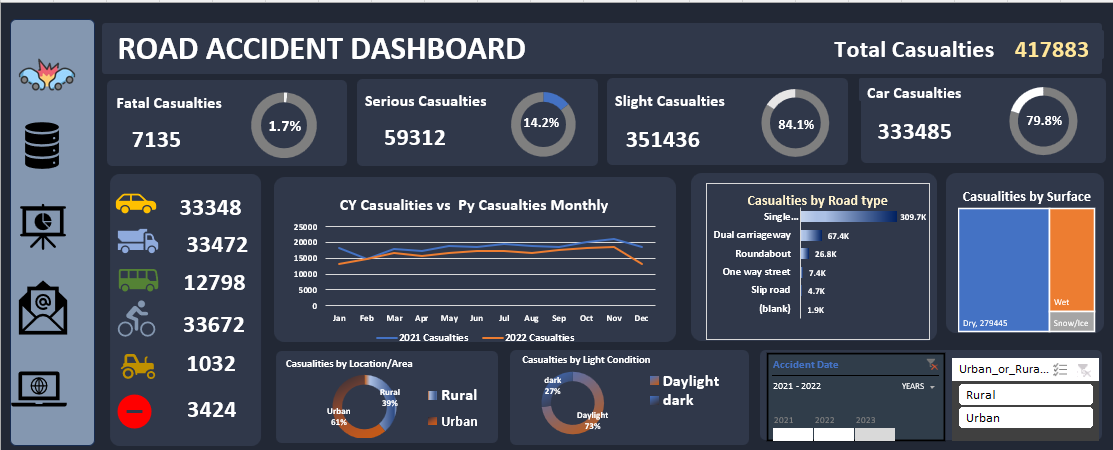 ROAD ACCIDENT DASHBOARD
Total Casualties 417883
Fatal Casualties
7135
1.7%
Serious Casualties
59312
14.2%
Slight Casualties
351436
84.1%
Car Casualties
333485
79.8%
33348
33472
12798
33672
1032
3424
CY Casualities vs Py Casualties Monthly
25000
20000
15000
10000
5000
0
Jan Feb Mar Apr May Jun Jul Aug Sep Oct Nov Dec
2021 Casualties 2022 Casualties
Casualties by Road type
Single... 309.7K
Dual carriageway 67.4K
Roundabout 26.8K
One way street 7.4K
Slip road 4.7K
(blank) 1.9K
Casualities by Surface
Dry, 279445
Wet
Snow/Ice
Casualties by Location/Area
Rural
39%
Urban
61%
Rural
Urban
Casualties by Light Condition
dark
27%
Daylight
73%
Daylight
dark
Accident Date
2021 - 2022 YEARS
2021 2022 2023
Urban_or_Rura...
Rural
Urban
@